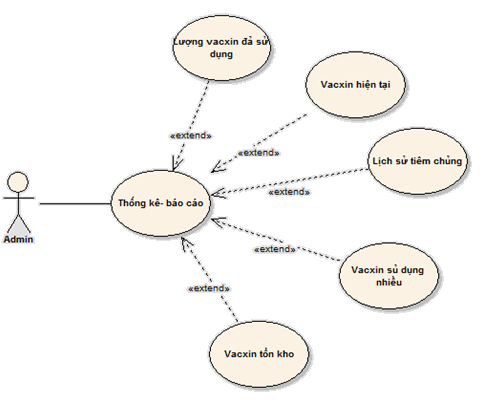 Lượng vacxin đã sử
dụng
Vacxin hiện tại
«extend»
«extend»
Lịch sử tiêm chủng
«extend»
Thống kê- báo cáo
Admin
«extend»
Vacxin sử dụng
nhiều
«extend»
Vacxin tồn kho